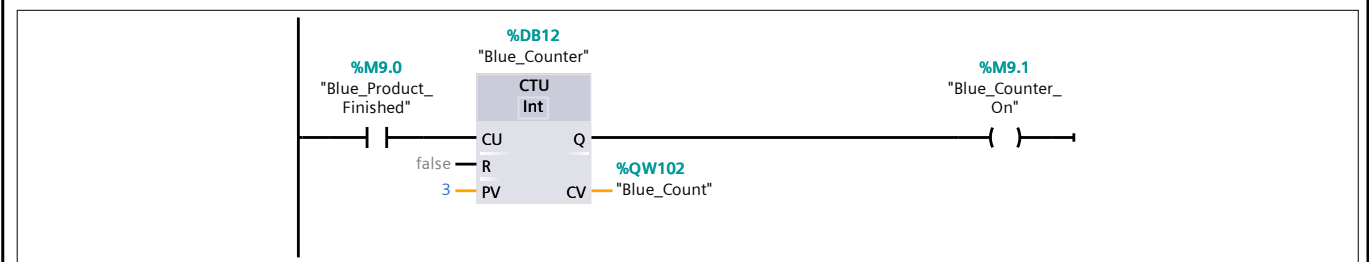 %DB12
"Blue_Counter"
%M9.0
"Blue_Product_
Finished"
CTU
Int
%M9.1
"Blue_Counter_
On"
CU
Q
false
R
%QW102
3
PV
CV
"Blue_Count"